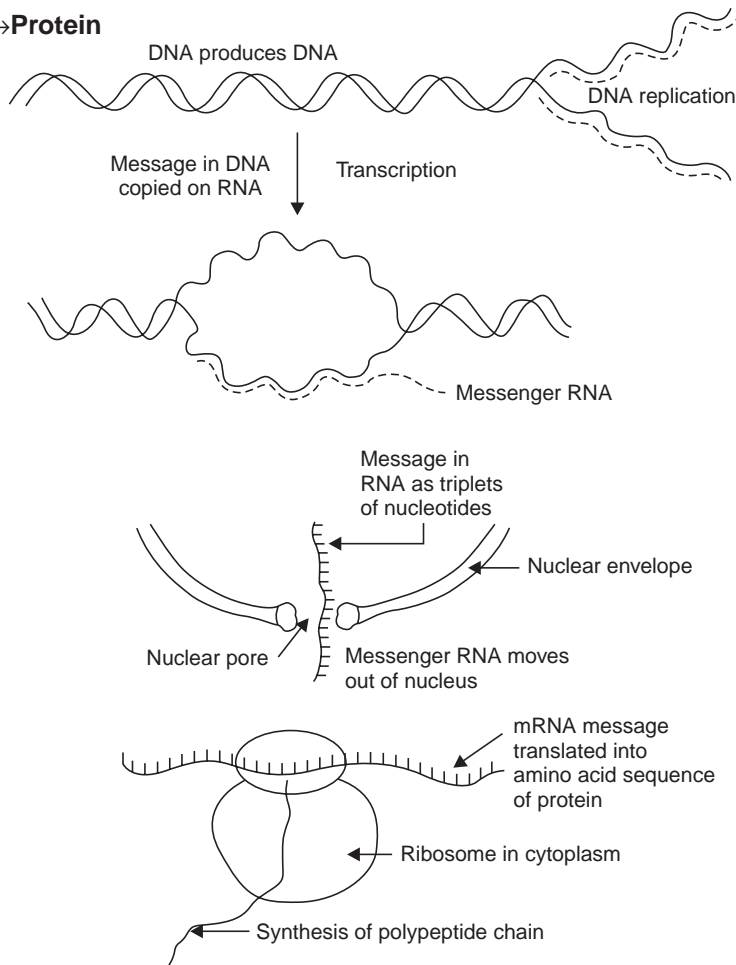 →Protein
DNA produces DNA
DNA replication
Message in DNA
copied on RNA
Transcription
Messenger RNA
Message in
RNA as triplets
of nucleotides
Nuclear envelope
Nuclear pore
Messenger RNA moves
out of nucleus
mRNA message
translated into
amino acid sequence
of protein
Ribosome in cytoplasm
Synthesis of polypeptide chain